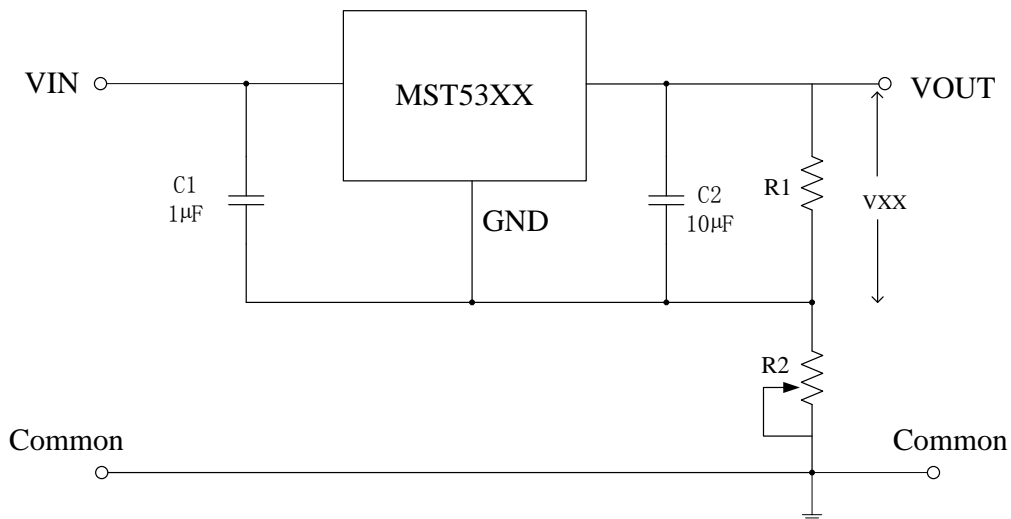 VIN
MST53XX
VOUT
C1
1μF
GND
C2
10μF
R1
VXX
R2
Common
Common